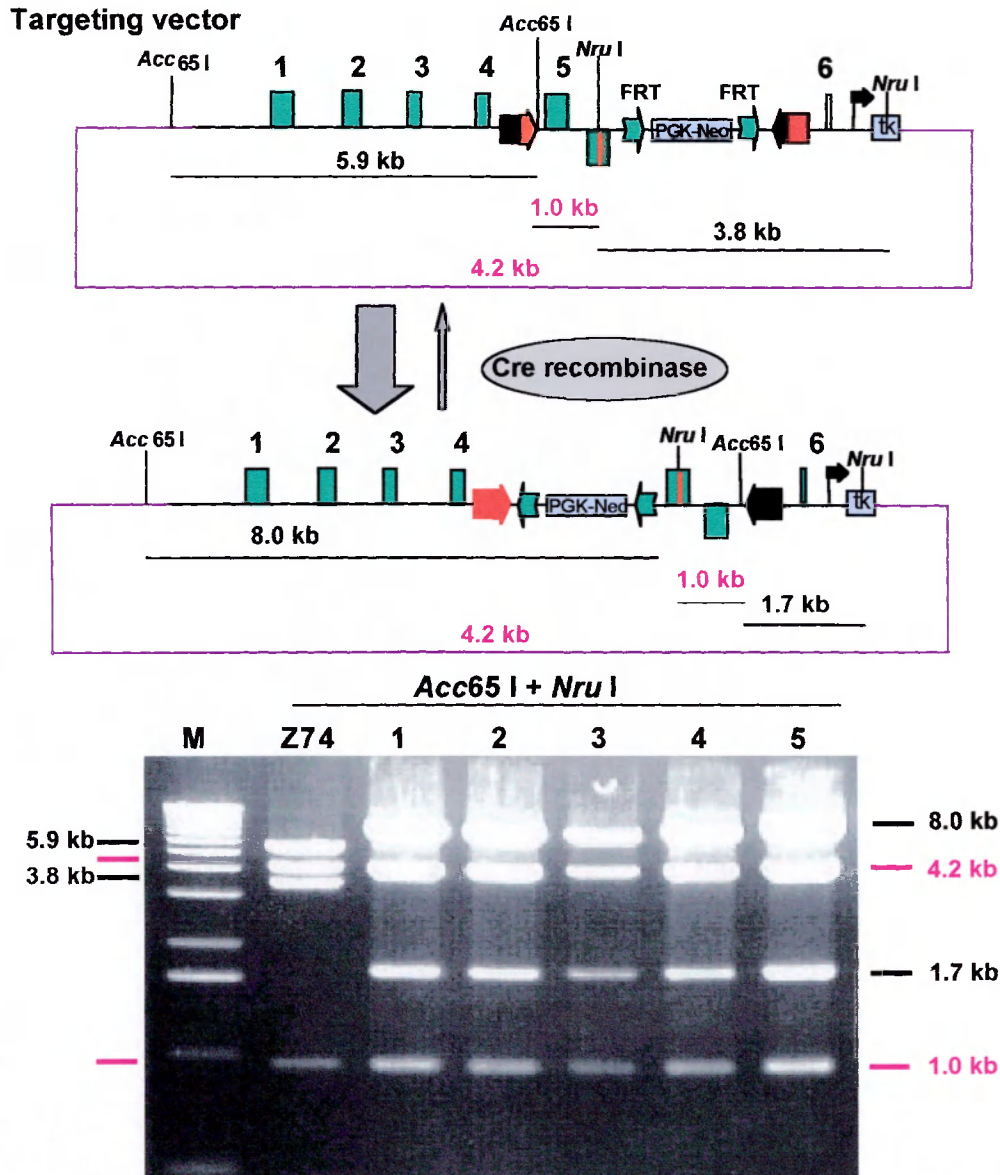 Targeting vector
Acc65 I
Nru I
Acc65 I 1 2 3 4 5 6
FRT FRT Nru I
PGK-Neo tk
5.9 kb
1.0 kb
3.8 kb
4.2 kb
Cre recombinase
Acc65 I 1 2 3 4 Nru I Acc65 I 6 Nru I
PGK-Neo tk
8.0 kb
1.0 kb
1.7 kb
4.2 kb
Acc65 I + Nru I
M Z74 1 2 3 4 5
5.9 kb 8.0 kb
4.2 kb
3.8 kb
1.7 kb
1.0 kb